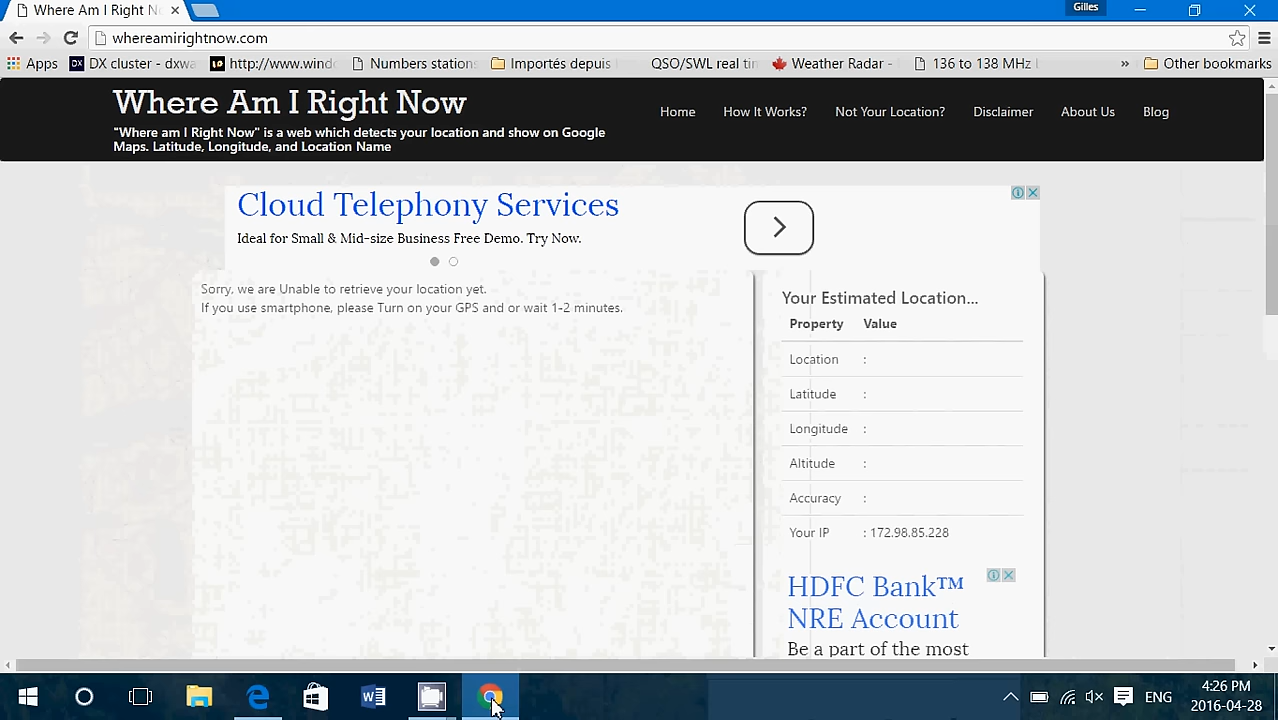 Where Am I Right N
Gilles
whereamirightnow.com
Apps
DX cluster - dxwa
http://www.wind
Numbers stations
Importés depuis
QSO/SWL real tin
Weather Radar -
136 to 138 MHz
»
Other bookmarks
Where Am I Right Now
"Where am I Right Now" is a web which detects your location and show on Google
Maps. Latitude, Longitude, and Location Name
Home
How It Works?
Not Your Location?
Disclaimer
About Us
Blog
Cloud Telephony Services
Ideal for Small & Mid-size Business Free Demo. Try Now.
Sorry, we are Unable to retrieve your location yet.
If you use smartphone, please Turn on your GPS and or wait 1-2 minutes.
Your Estimated Location...
Property Value
Location :
Latitude :
Longitude :
Altitude :
Accuracy :
Your IP : 172.98.85.228
HDFC Bank™
NRE Account
Be a part of the most
ENG
4:26 PM
2016-04-28